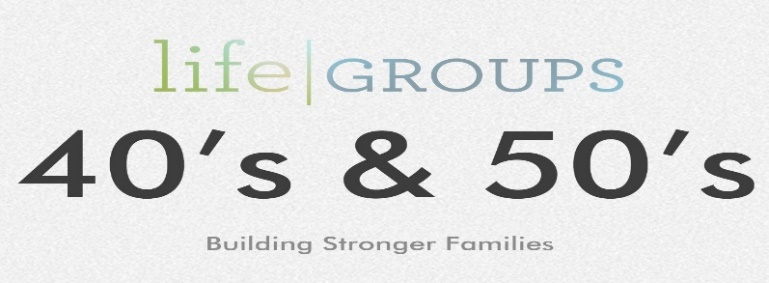 life|GROUPS
40's & 50's
Building Stronger Families